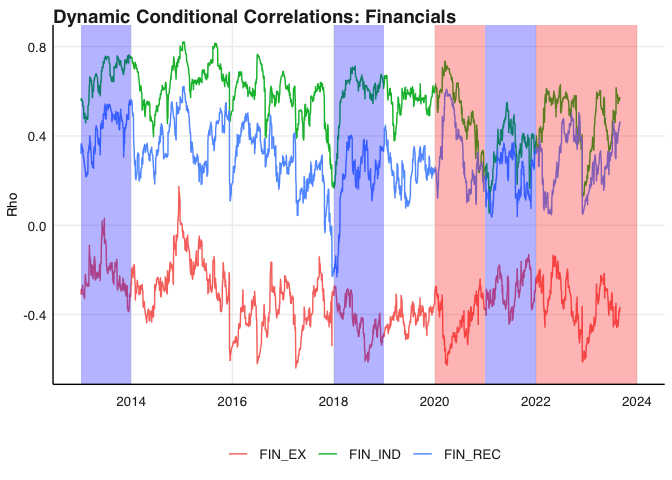 Dynamic Conditional Correlations: Financials
0.8
0.4
0.0
-0.4
Rho
2014 2016 2018 2020 2022 2024
FIN_EX FIN_IND FIN_REC